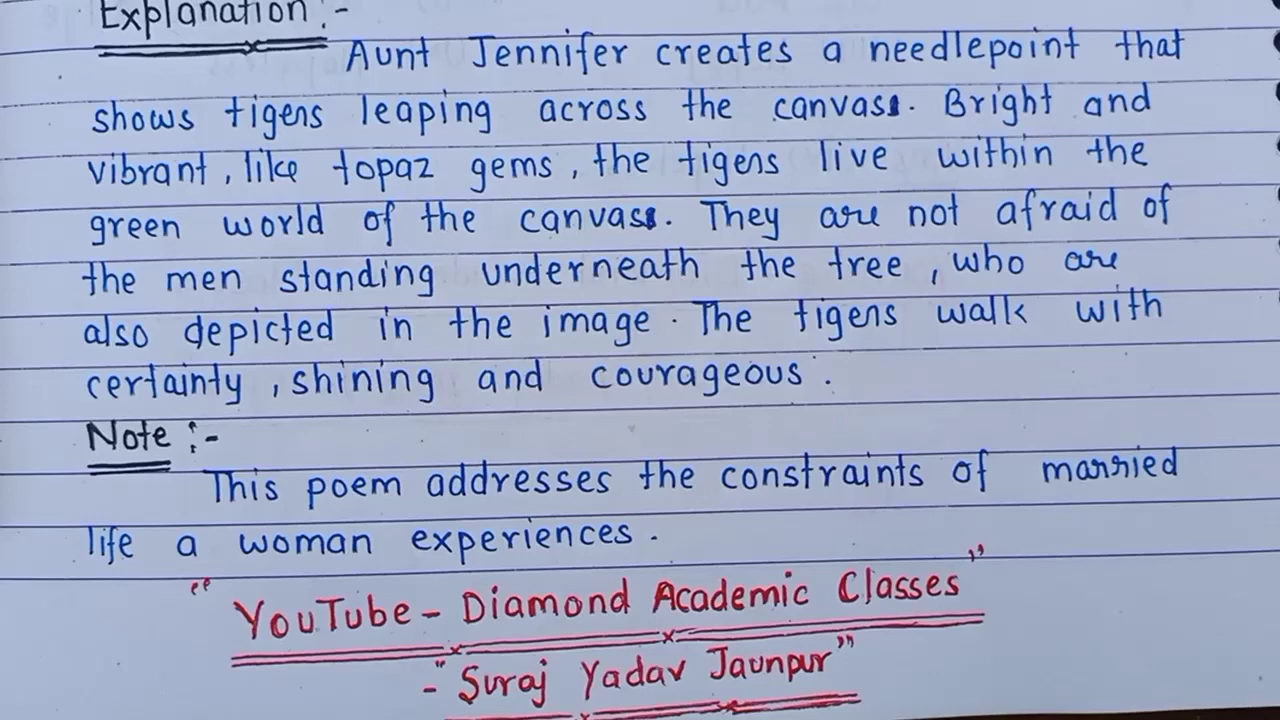 Explanation :-
Aunt Jennifer creates a needlepoint that
shows tigers leaping across the canvass. Bright and
vibrant, like topaz gems, the tigers live within the
green world of the canvass. They are not afraid of
the men standing underneath the tree, who are
also depicted in the image. The tigers walk with
certainty, shining and courageous.
Note :-
This poem addresses the constraints of married
life a woman experiences.
"YouTube - Diamond Academic Classes"
- "Suraj Yadav Jaunpur"